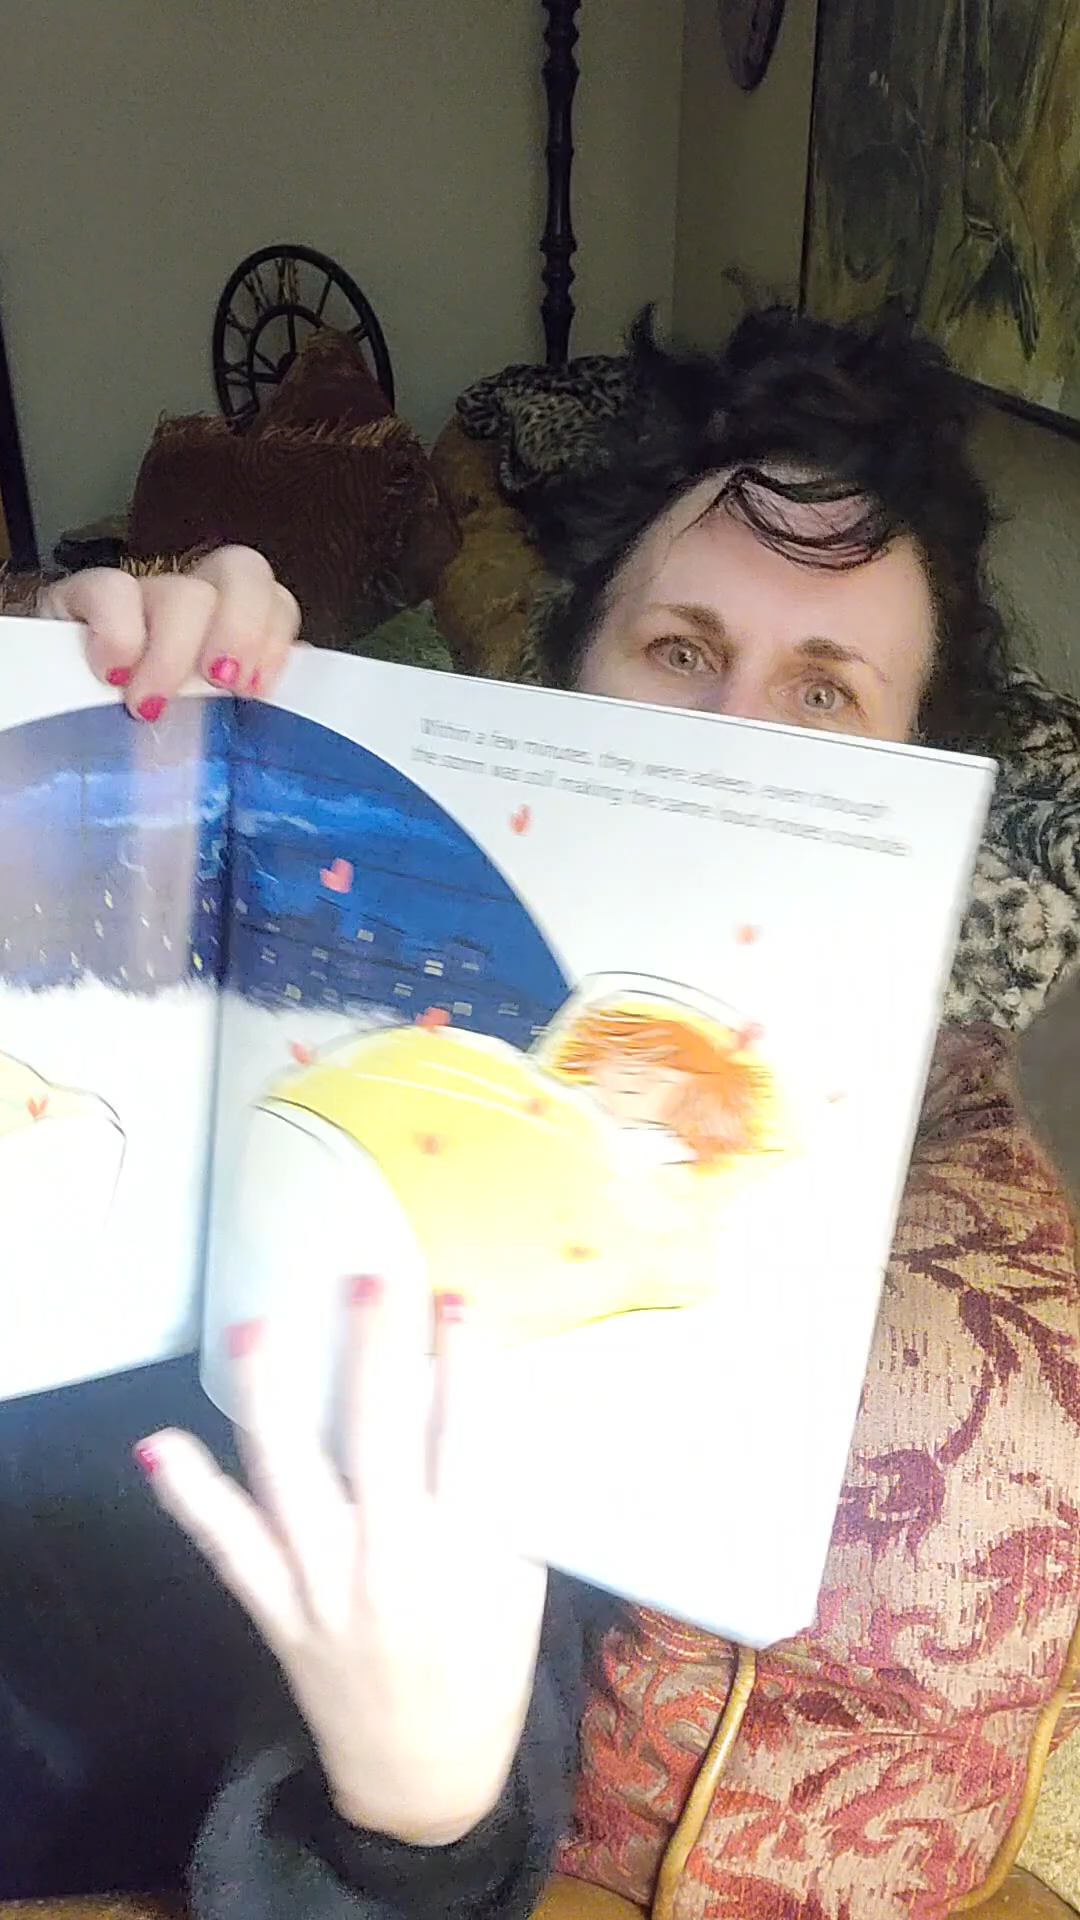 Within a few minutes, they were asleep, even though
the storm was still making the same loud noises outside.